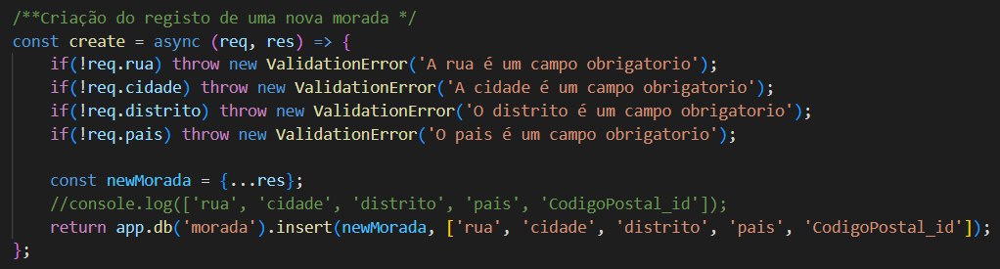 /**Criação do registo de uma nova morada */
const create = async (req, res) => {
    if(!req.rua) throw new ValidationError('A rua é um campo obrigatorio');
    if(!req.cidade) throw new ValidationError('A cidade é um campo obrigatorio');
    if(!req.distrito) throw new ValidationError('O distrito é um campo obrigatorio');
    if(!req.pais) throw new ValidationError('O pais é um campo obrigatorio');

    const newMorada = {...res};
    //console.log(['rua', 'cidade', 'distrito', 'pais', 'CodigoPostal_id']);
    return app.db('morada').insert(newMorada, ['rua', 'cidade', 'distrito', 'pais', 'CodigoPostal_id']);
};